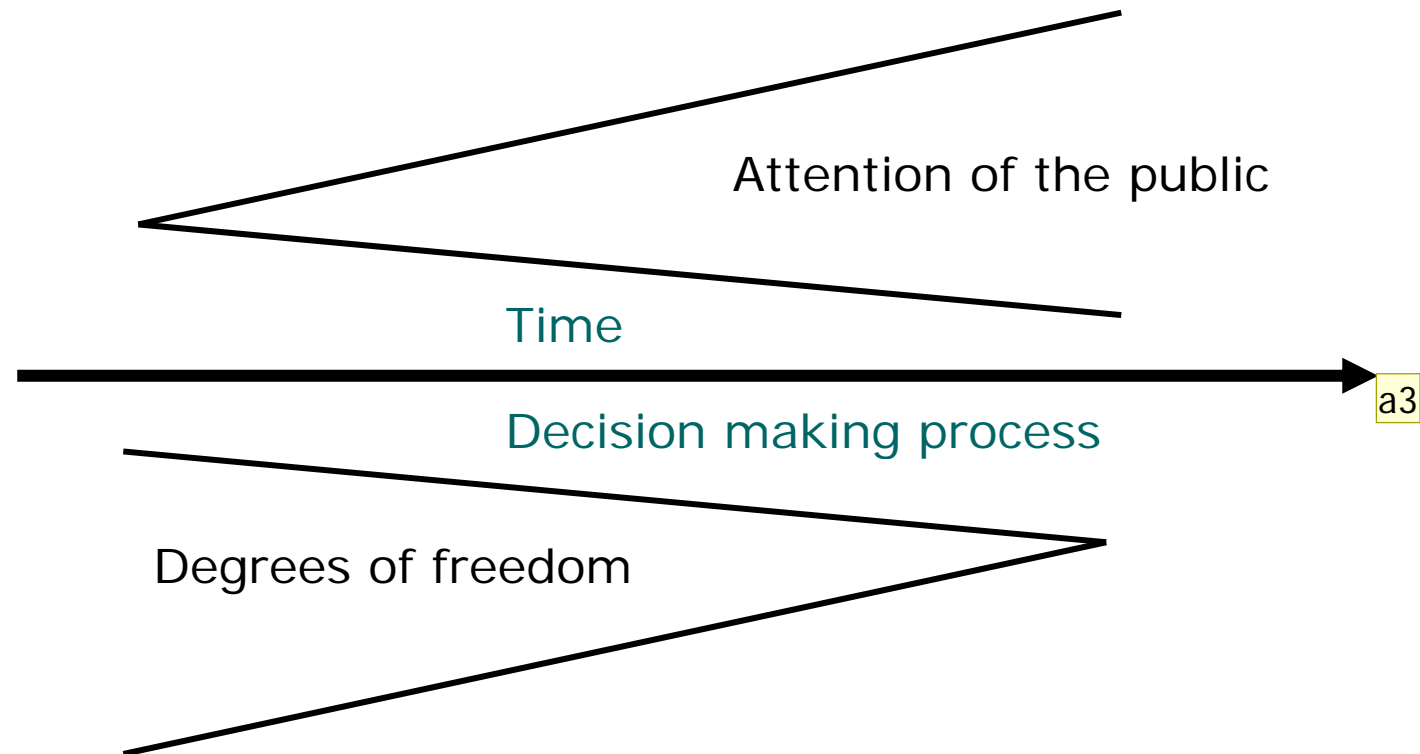 Attention of the public
Time
a3
Decision making process
Degrees of freedom